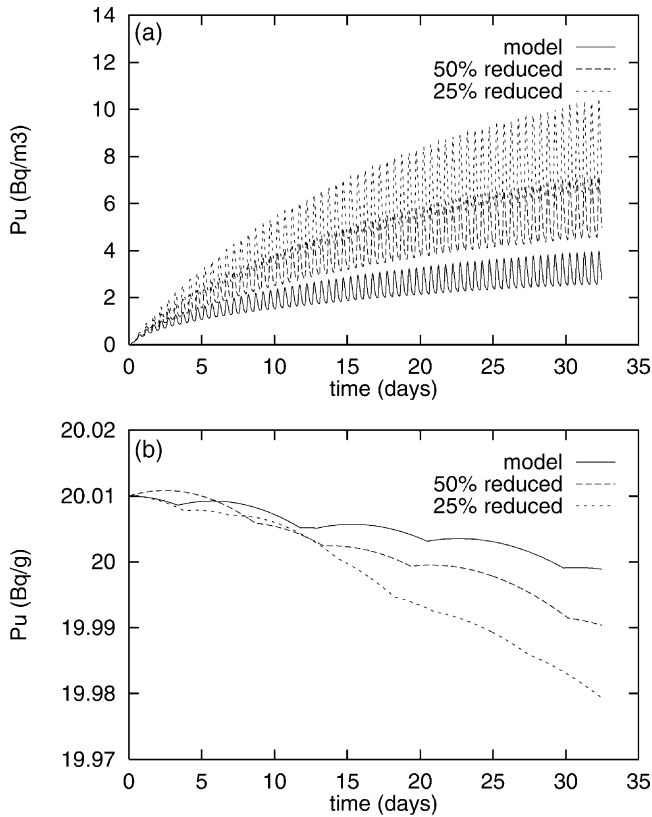 14
(a)
12
model
50% reduced
25% reduced
10
8
6
4
2
0
Pu (Bq/m3)
0 5 10 15 20 25 30 35
time (days)
20.02
(b)
model
50% reduced
25% reduced
20.01
20
19.99
19.98
19.97
Pu (Bq/g)
0 5 10 15 20 25 30 35
time (days)